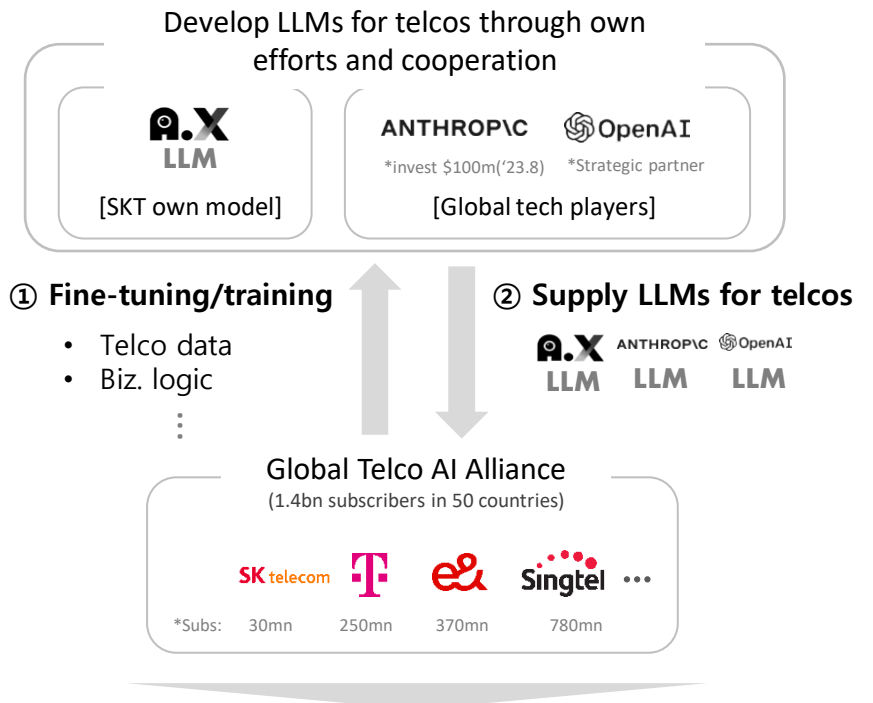 Develop LLMs for telcos through own
efforts and cooperation
A.X
LLM
[SKT own model]
ANTHROP\C
OpenAI
*invest $100m('23.8)
*Strategic partner
[Global tech players]
① Fine-tuning/training
• Telco data
• Biz. logic
⋮
② Supply LLMs for telcos
A.X ANTHROP\C OpenAI
LLM LLM LLM
Global Telco AI Alliance
(1.4bn subscribers in 50 countries)
SK telecom T e& Singtel •••
*Subs: 30mn 250mn 370mn 780mn